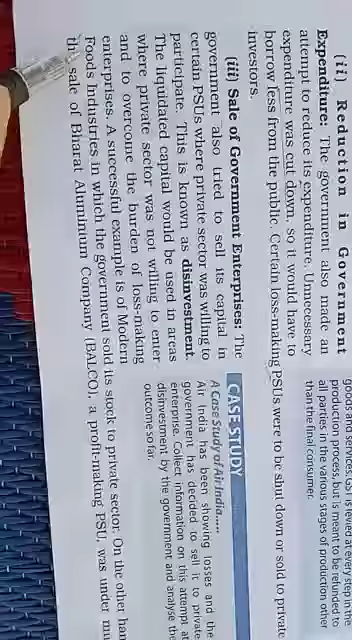 (ii) Reduction in Government
Expenditure: The government also made an
attempt to reduce its expenditure. Unnecessary
expenditure was cut down, so it would have to
borrow less from the public. Certain loss-making PSUs were to be shut down or sold to
investors.
(iii) Sale of Government Enterprises: The
government also tried to sell its capital in
certain PSUs where private sector was willing to
participate. This is known as disinvestment.
The liquidated capital would be used in areas
where private sector was not willing to enter
and to overcome the burden of loss-making
enterprises. A successful example is of Modern
Foods Industries in which the government sold its stock to private sector. On the other
sale of Bharat Aluminium Company (BALCO), a profit-making PSU, was under
goods and services. GST is levied at every step in the
production process, but is meant to be refunded to
all parties in the various stages of production other
than the final consumer.
CASE STUDY
A Case Study of Air India.....
Air India has been showing losses and the
government has decided to sell it to private
enterprise. Collect information on this attempt at
disinvestment by the government and analyse the
outcome so far.